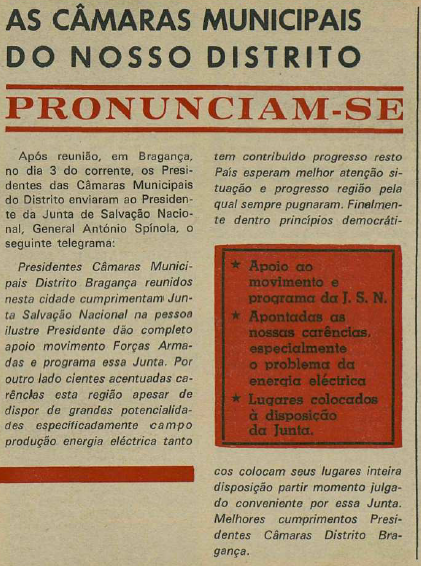 AS CÂMARAS MUNICIPAIS
DO NOSSO DISTRITO
PRONUNCIAM-SE
Após reunião, em Bragança,
no dia 3 do corrente, os Presi-
dentes das Câmaras Municipais
do Distrito enviaram ao Presiden-
te da Junta de Salvação Nacio-
nal, General António Spínola, o
seguinte telegrama:
Presidentes Câmaras Munici-
pais Distrito Bragança reunidos
nesta cidade cumprimentam Jun-
ta Salvação Nacional na pessoa
ilustre Presidente dão completo
apoio movimento Forças Arma-
das e programa essa Junta. Por
outro lado cientes acentuadas ca-
rências esta região apesar de
dispor de grandes potencialida-
des especificadamente campo
produção energia eléctrica tanto
tem contribuído progresso resto
País esperam melhor atenção si-
tuação e progresso região pela
qual sempre pugnaram. Finalmen-
te dentro princípios democráti-
★ Apoio ao
movimento e
programa da J. S. N.
★ Apontadas as
nossas carências,
especialmente
o problema da
energia eléctrica
★ Lugares colocados
à disposição
da Junta.
cos colocam seus lugares inteira
disposição partir momento julga-
do conveniente por essa Junta.
Melhores cumprimentos Presi-
dentes Câmaras Distrito Bra-
gança.